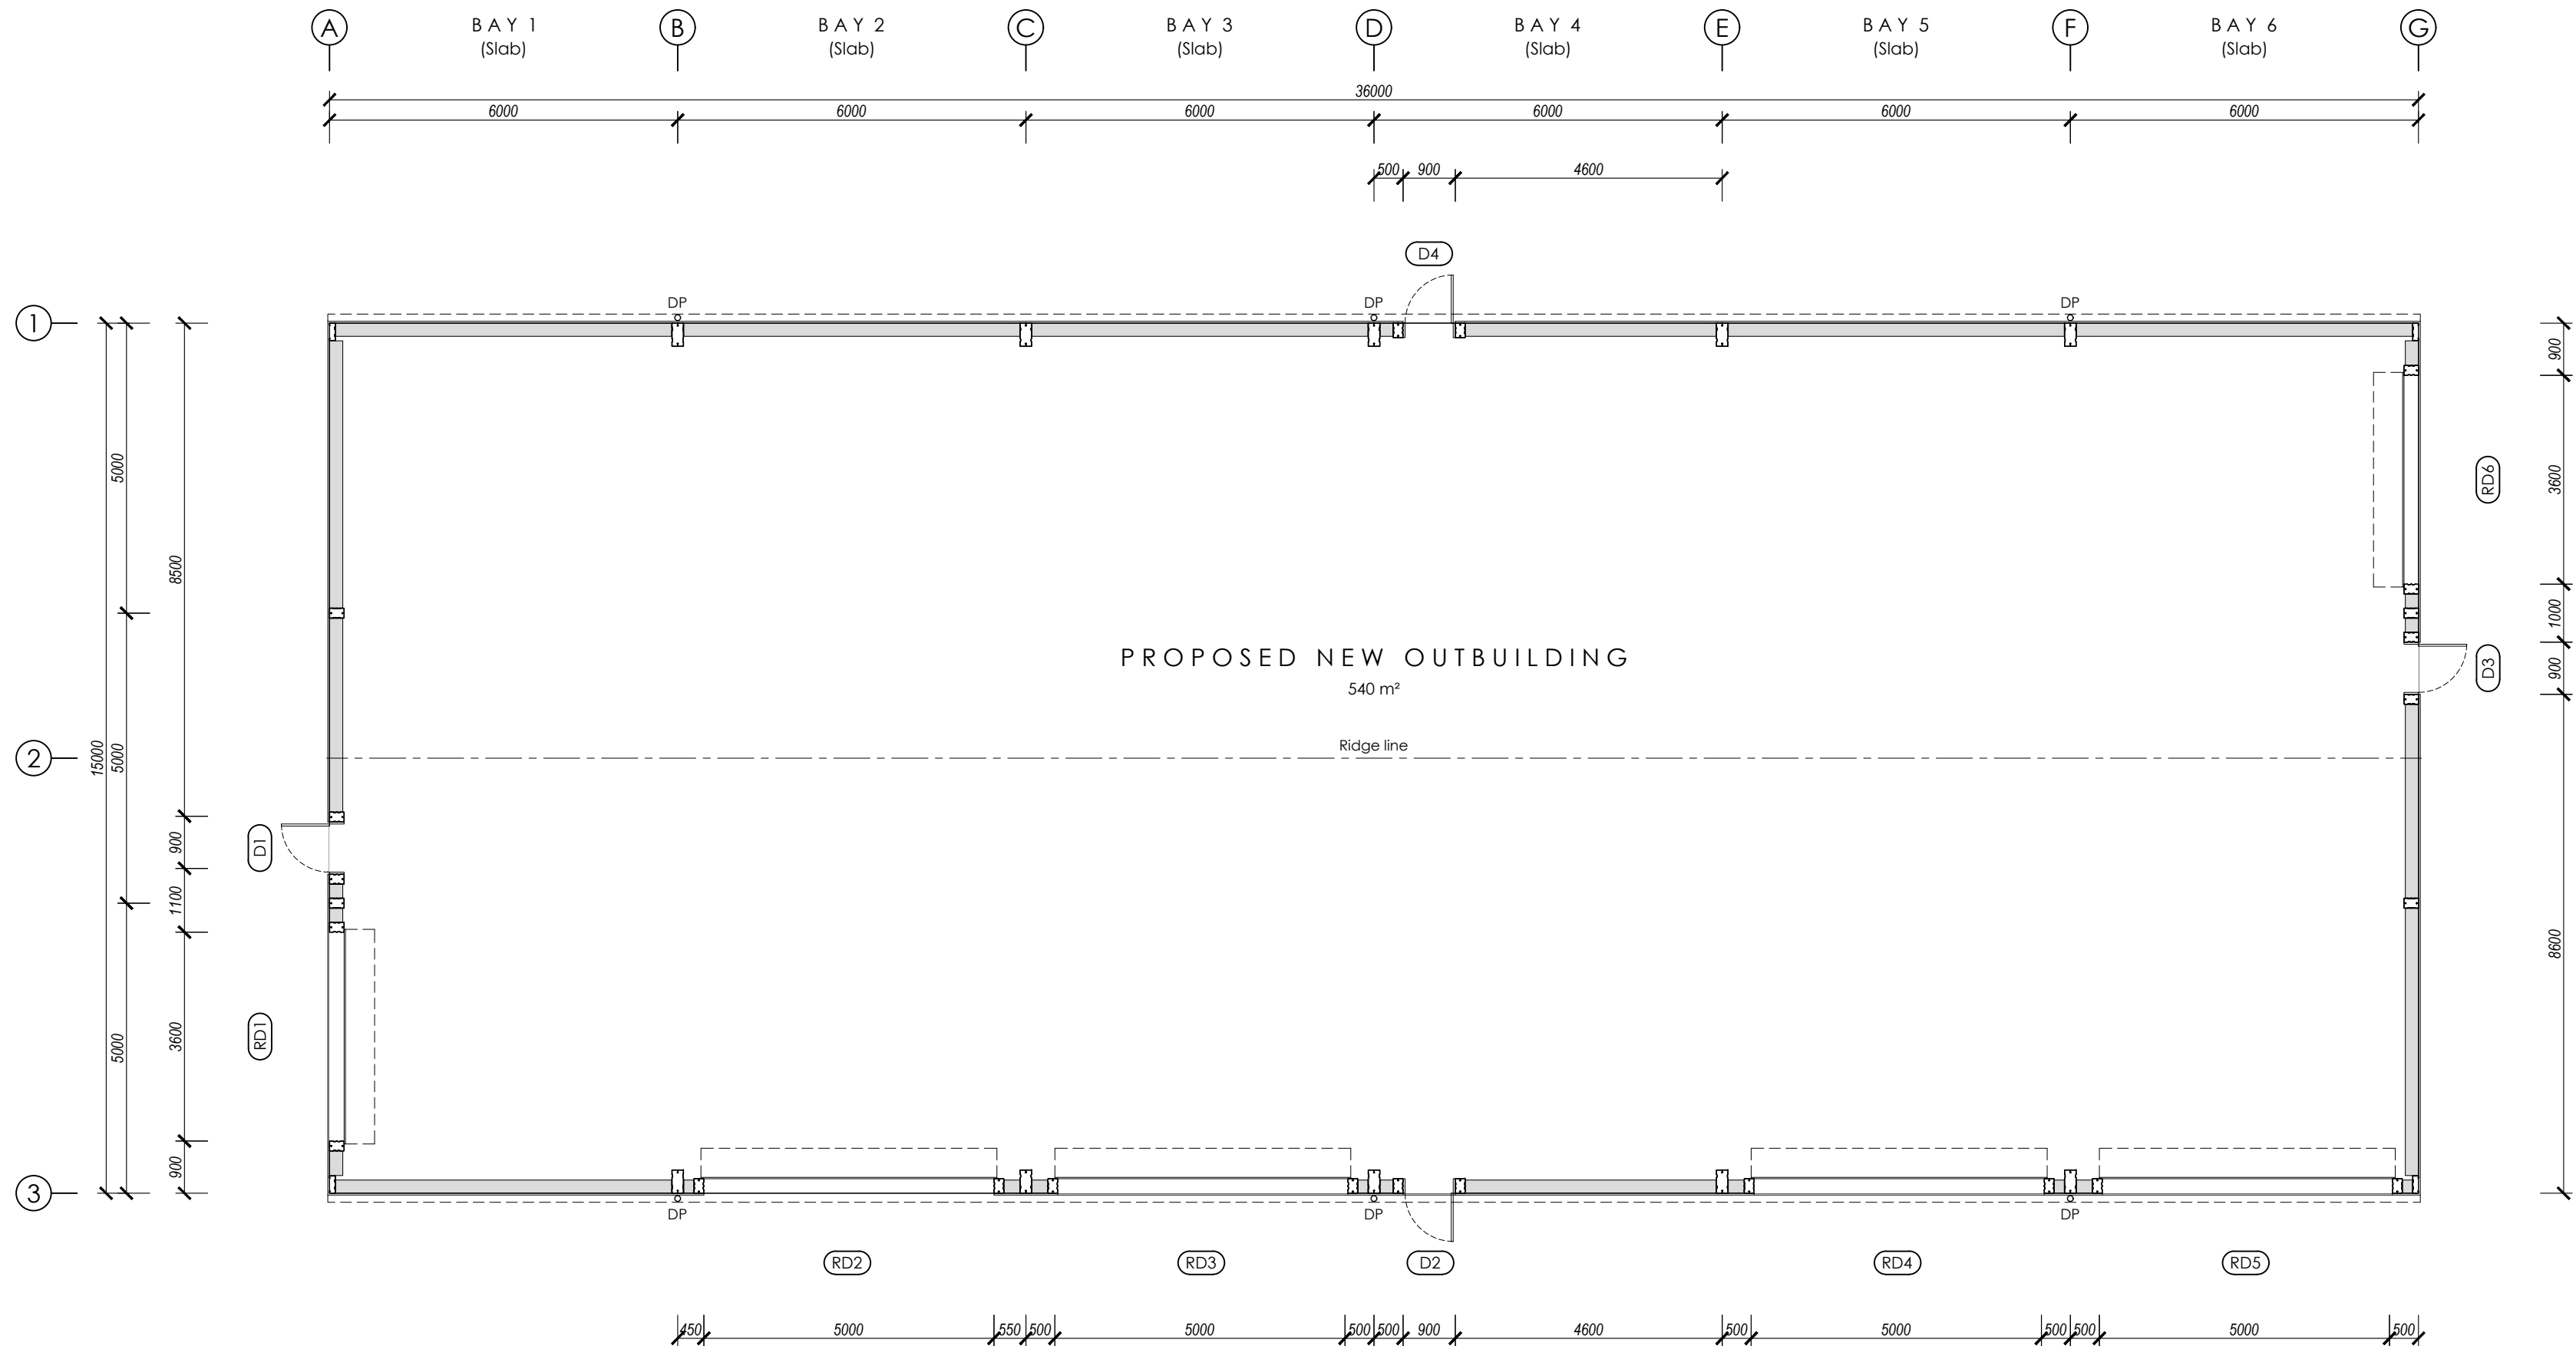 A
BAY 1
(Slab)
B
BAY 2
(Slab)
C
BAY 3
(Slab)
D
BAY 4
(Slab)
E
BAY 5
(Slab)
F
BAY 6
(Slab)
G
36000
6000 6000 6000 6000 6000 6000
500 900 4600
D4
1
DP DP DP
900
5000
3600
RD6
8500
1000
PROPOSED NEW OUTBUILDING
540 m²
900
D3
Ridge line
2
15000
5000
D1
900
1100
8600
RD1
3600
5000
900
3
DP DP DP
RD2 RD3 D2 RD4 RD5
450 5000 550 500 5000 500 500 900 4600 500 5000 500 500 5000 500